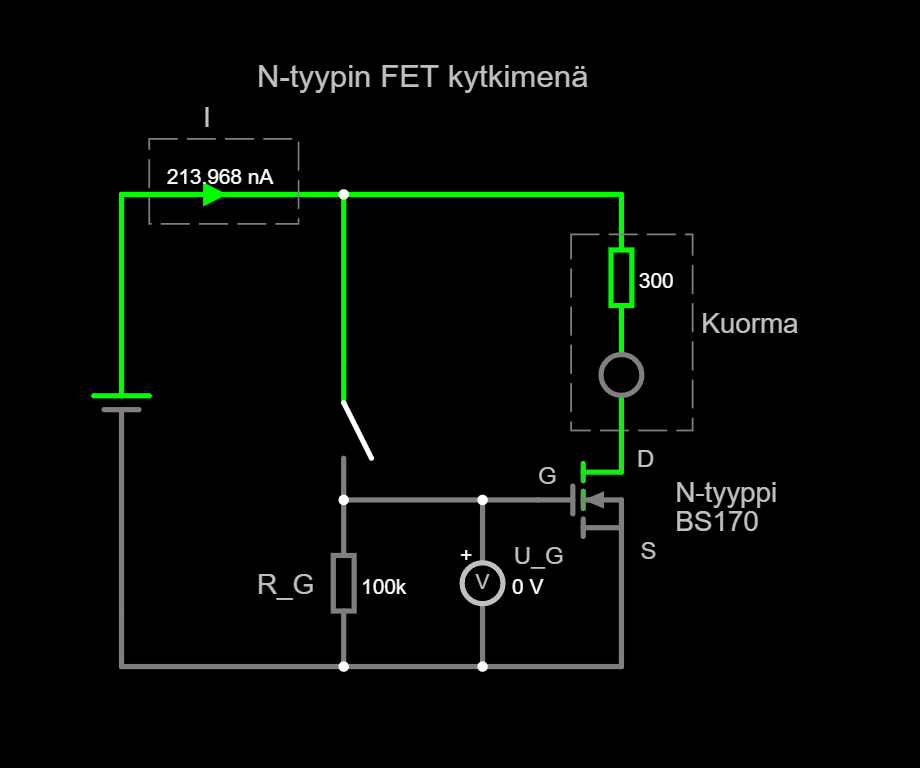 N-tyypin FET kytkimenä
I
213.968 nA
300
Kuorma
D
G
N-tyyppi
BS170
S
+
U_G
V
0 V
R_G
100k